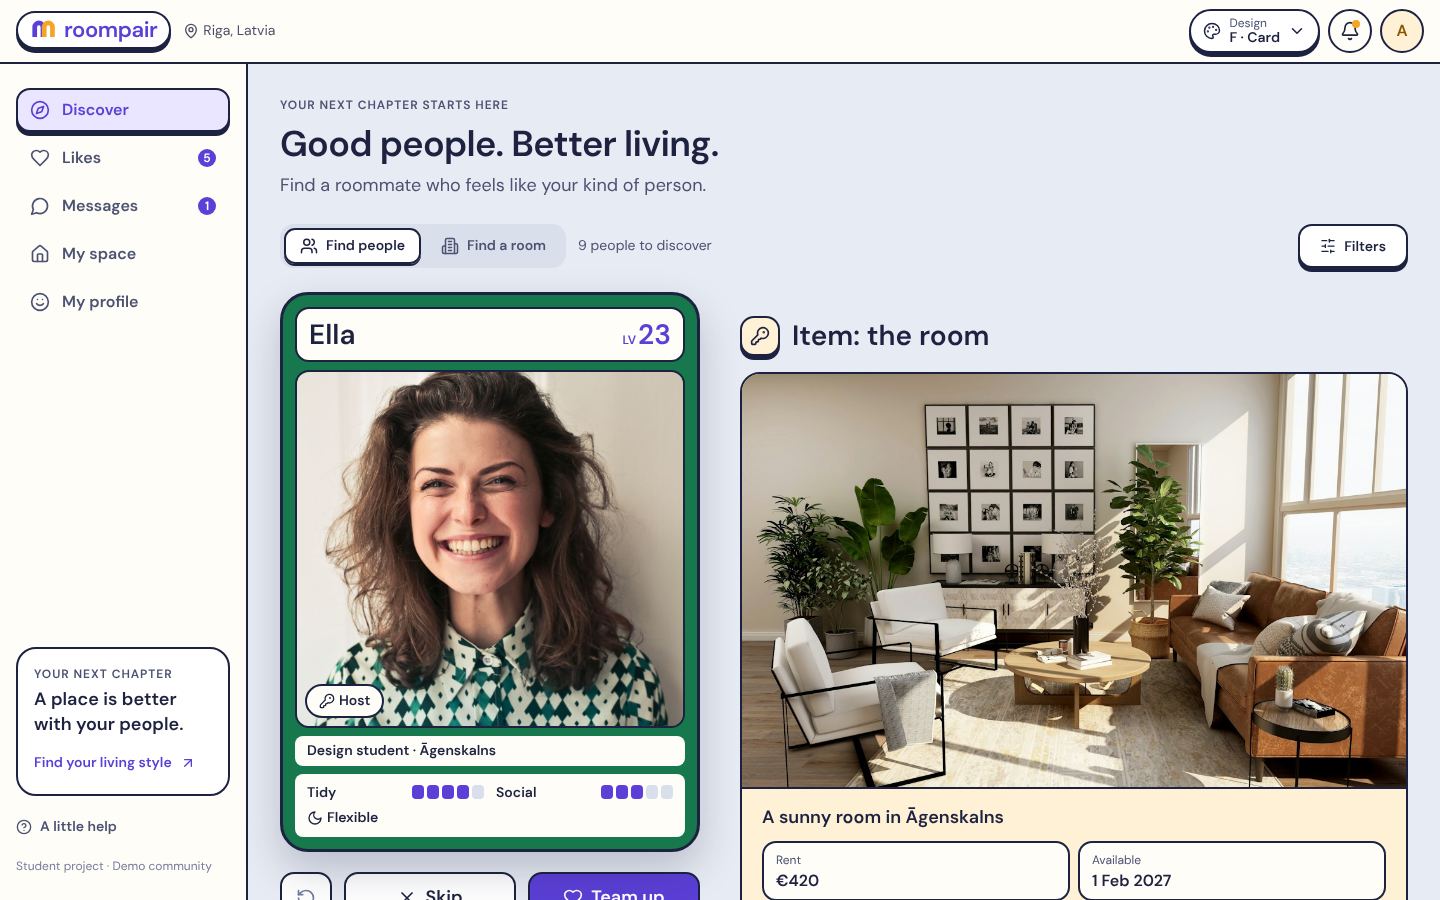 roompair
Riga, Latvia
Design
F · Card
A
Discover
Likes
5
Messages
1
My space
My profile
YOUR NEXT CHAPTER
A place is better
with your people.
Find your living style
A little help
Student project · Demo community
YOUR NEXT CHAPTER STARTS HERE
Good people. Better living.
Find a roommate who feels like your kind of person.
Find people
Find a room
9 people to discover
Filters
Ella
LV 23
Host
Design student · Āgenskalns
Tidy
Social
Flexible
Skip
Team up
Item: the room
A sunny room in Āgenskalns
Rent
€420
Available
1 Feb 2027